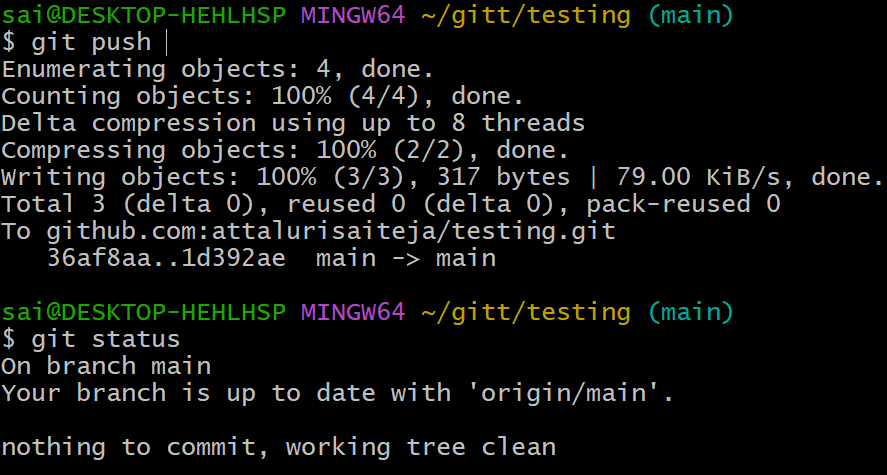 sai@DESKTOP-HEHLHSP MINGW64 ~/gitt/testing (main)
$ git push
Enumerating objects: 4, done.
Counting objects: 100% (4/4), done.
Delta compression using up to 8 threads
Compressing objects: 100% (2/2), done.
Writing objects: 100% (3/3), 317 bytes | 79.00 KiB/s, done.
Total 3 (delta 0), reused 0 (delta 0), pack-reused 0
To github.com:attalurisaiteja/testing.git
   36af8aa..1d392ae  main -> main

sai@DESKTOP-HEHLHSP MINGW64 ~/gitt/testing (main)
$ git status
On branch main
Your branch is up to date with 'origin/main'.

nothing to commit, working tree clean